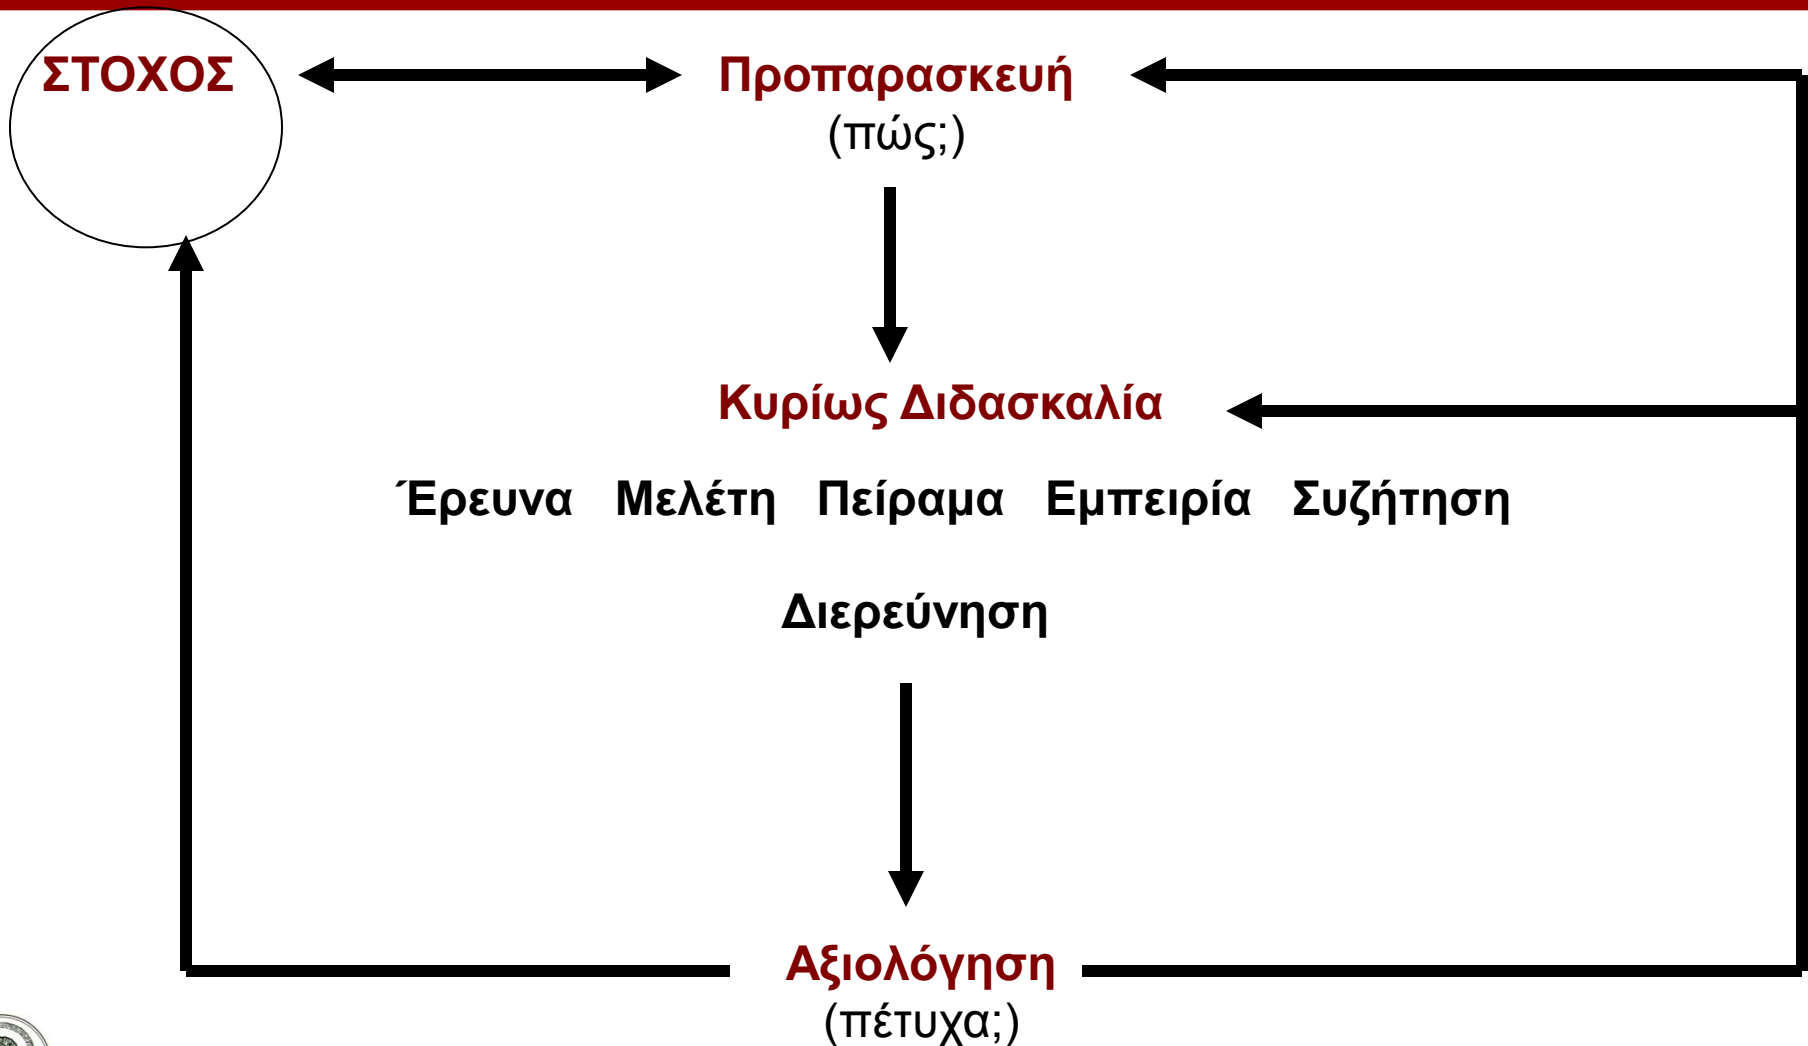 ΣΤΟΧΟΣ Προπαρασκευή
(πώς;)
Κυρίως Διδασκαλία
Έρευνα Μελέτη Πείραμα Εμπειρία Συζήτηση
Διερεύνηση
Αξιολόγηση
(πέτυχα;)